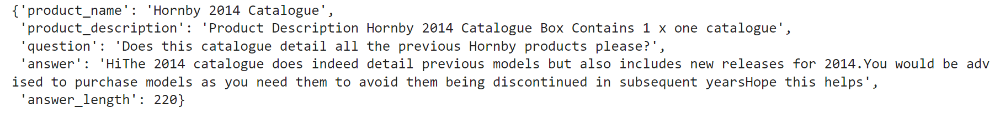 {'product_name': 'Hornby 2014 Catalogue',
 'product_description': 'Product Description Hornby 2014 Catalogue Box Contains 1 x one catalogue',
 'question': 'Does this catalogue detail all the previous Hornby products please?',
 'answer': 'HiThe 2014 catalogue does indeed detail previous models but also includes new releases for 2014.You would be adv
ised to purchase models as you need them to avoid them being discontinued in subsequent yearsHope this helps',
 'answer_length': 220}